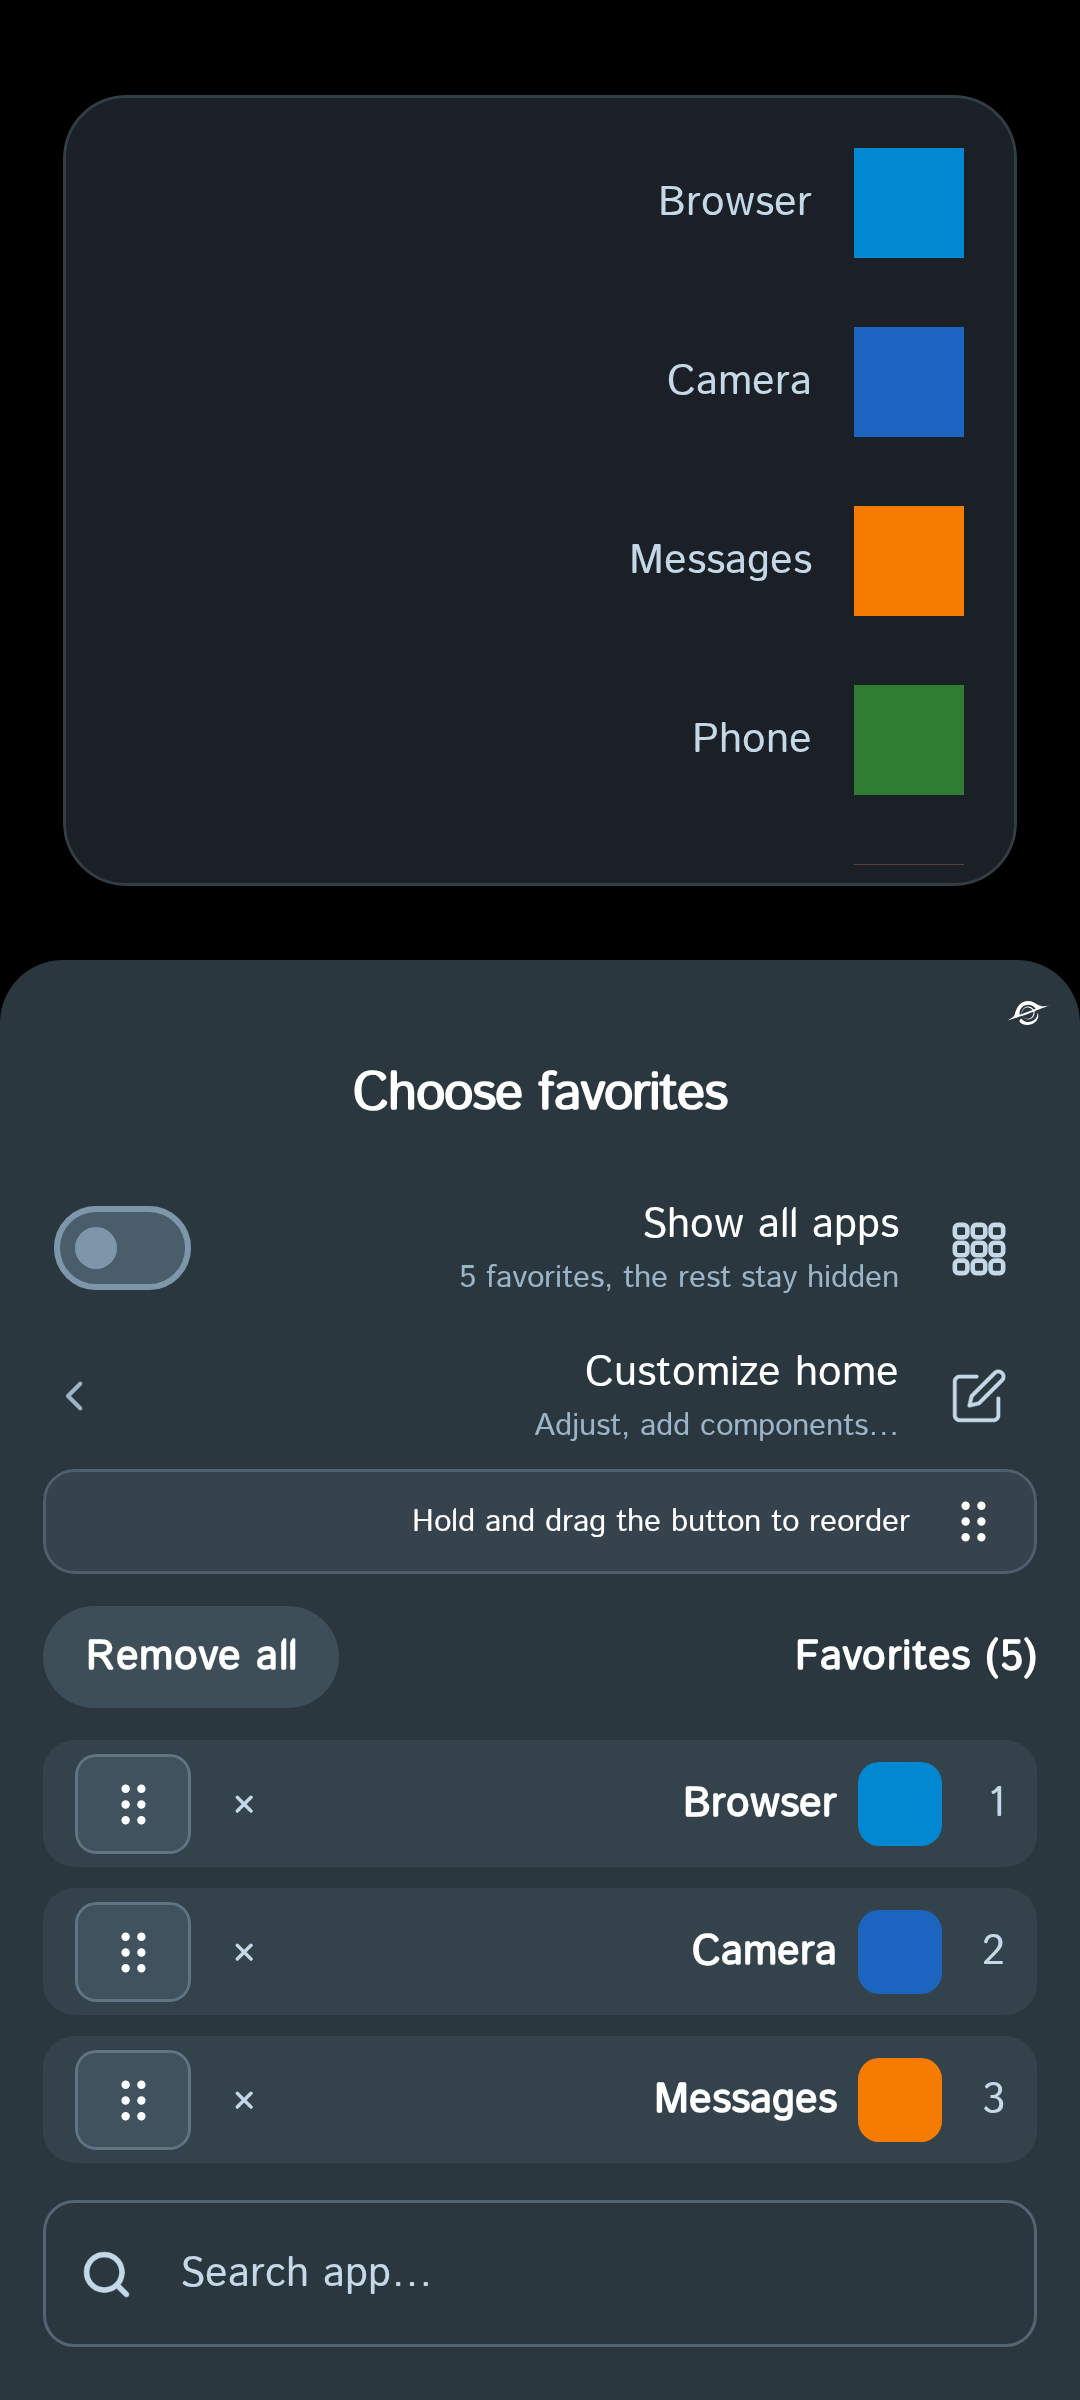 Browser
Camera
Messages
Phone
Choose favorites
Show all apps
5 favorites, the rest stay hidden
Customize home
Adjust, add components...
Hold and drag the button to reorder
Remove all
Favorites (5)
Browser 1
Camera 2
Messages 3
Search app...